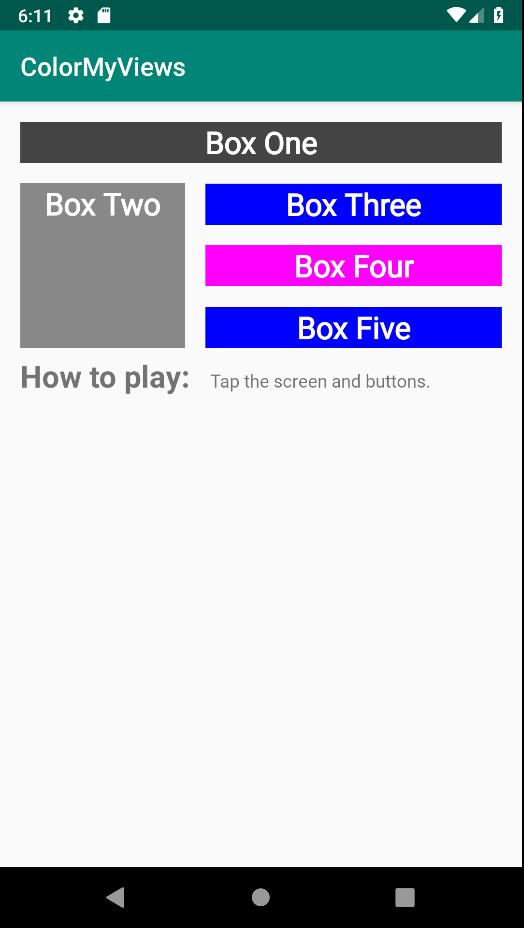 6:11
ColorMyViews
Box One
Box Two
Box Three
Box Four
Box Five
How to play: Tap the screen and buttons.